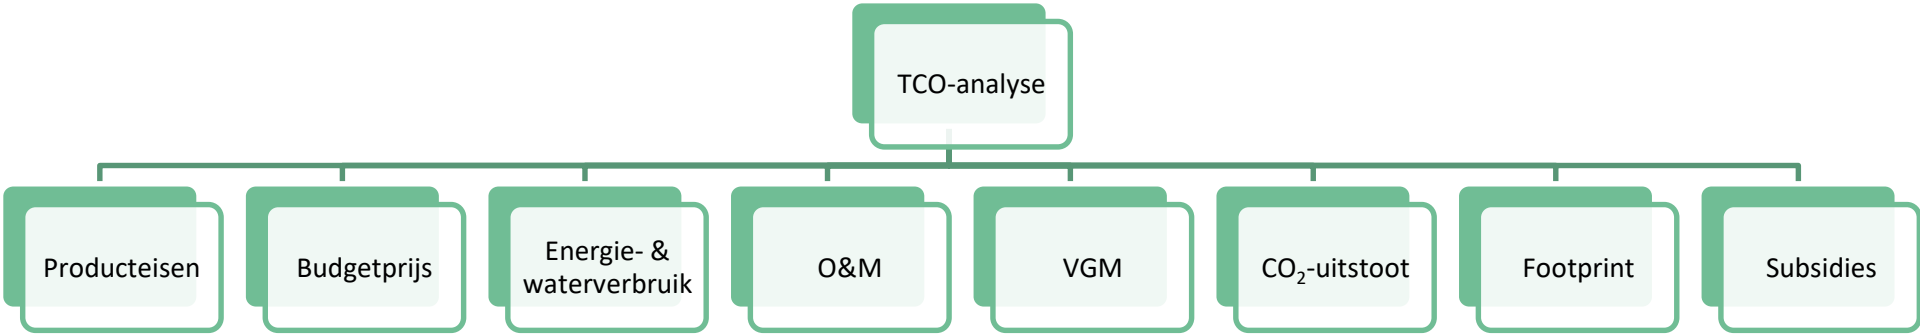 TCO-analyse
Producteisen
Budgetprijs
Energie- &
waterverbruik
O&M
VGM
CO₂-uitstoot
Footprint
Subsidies